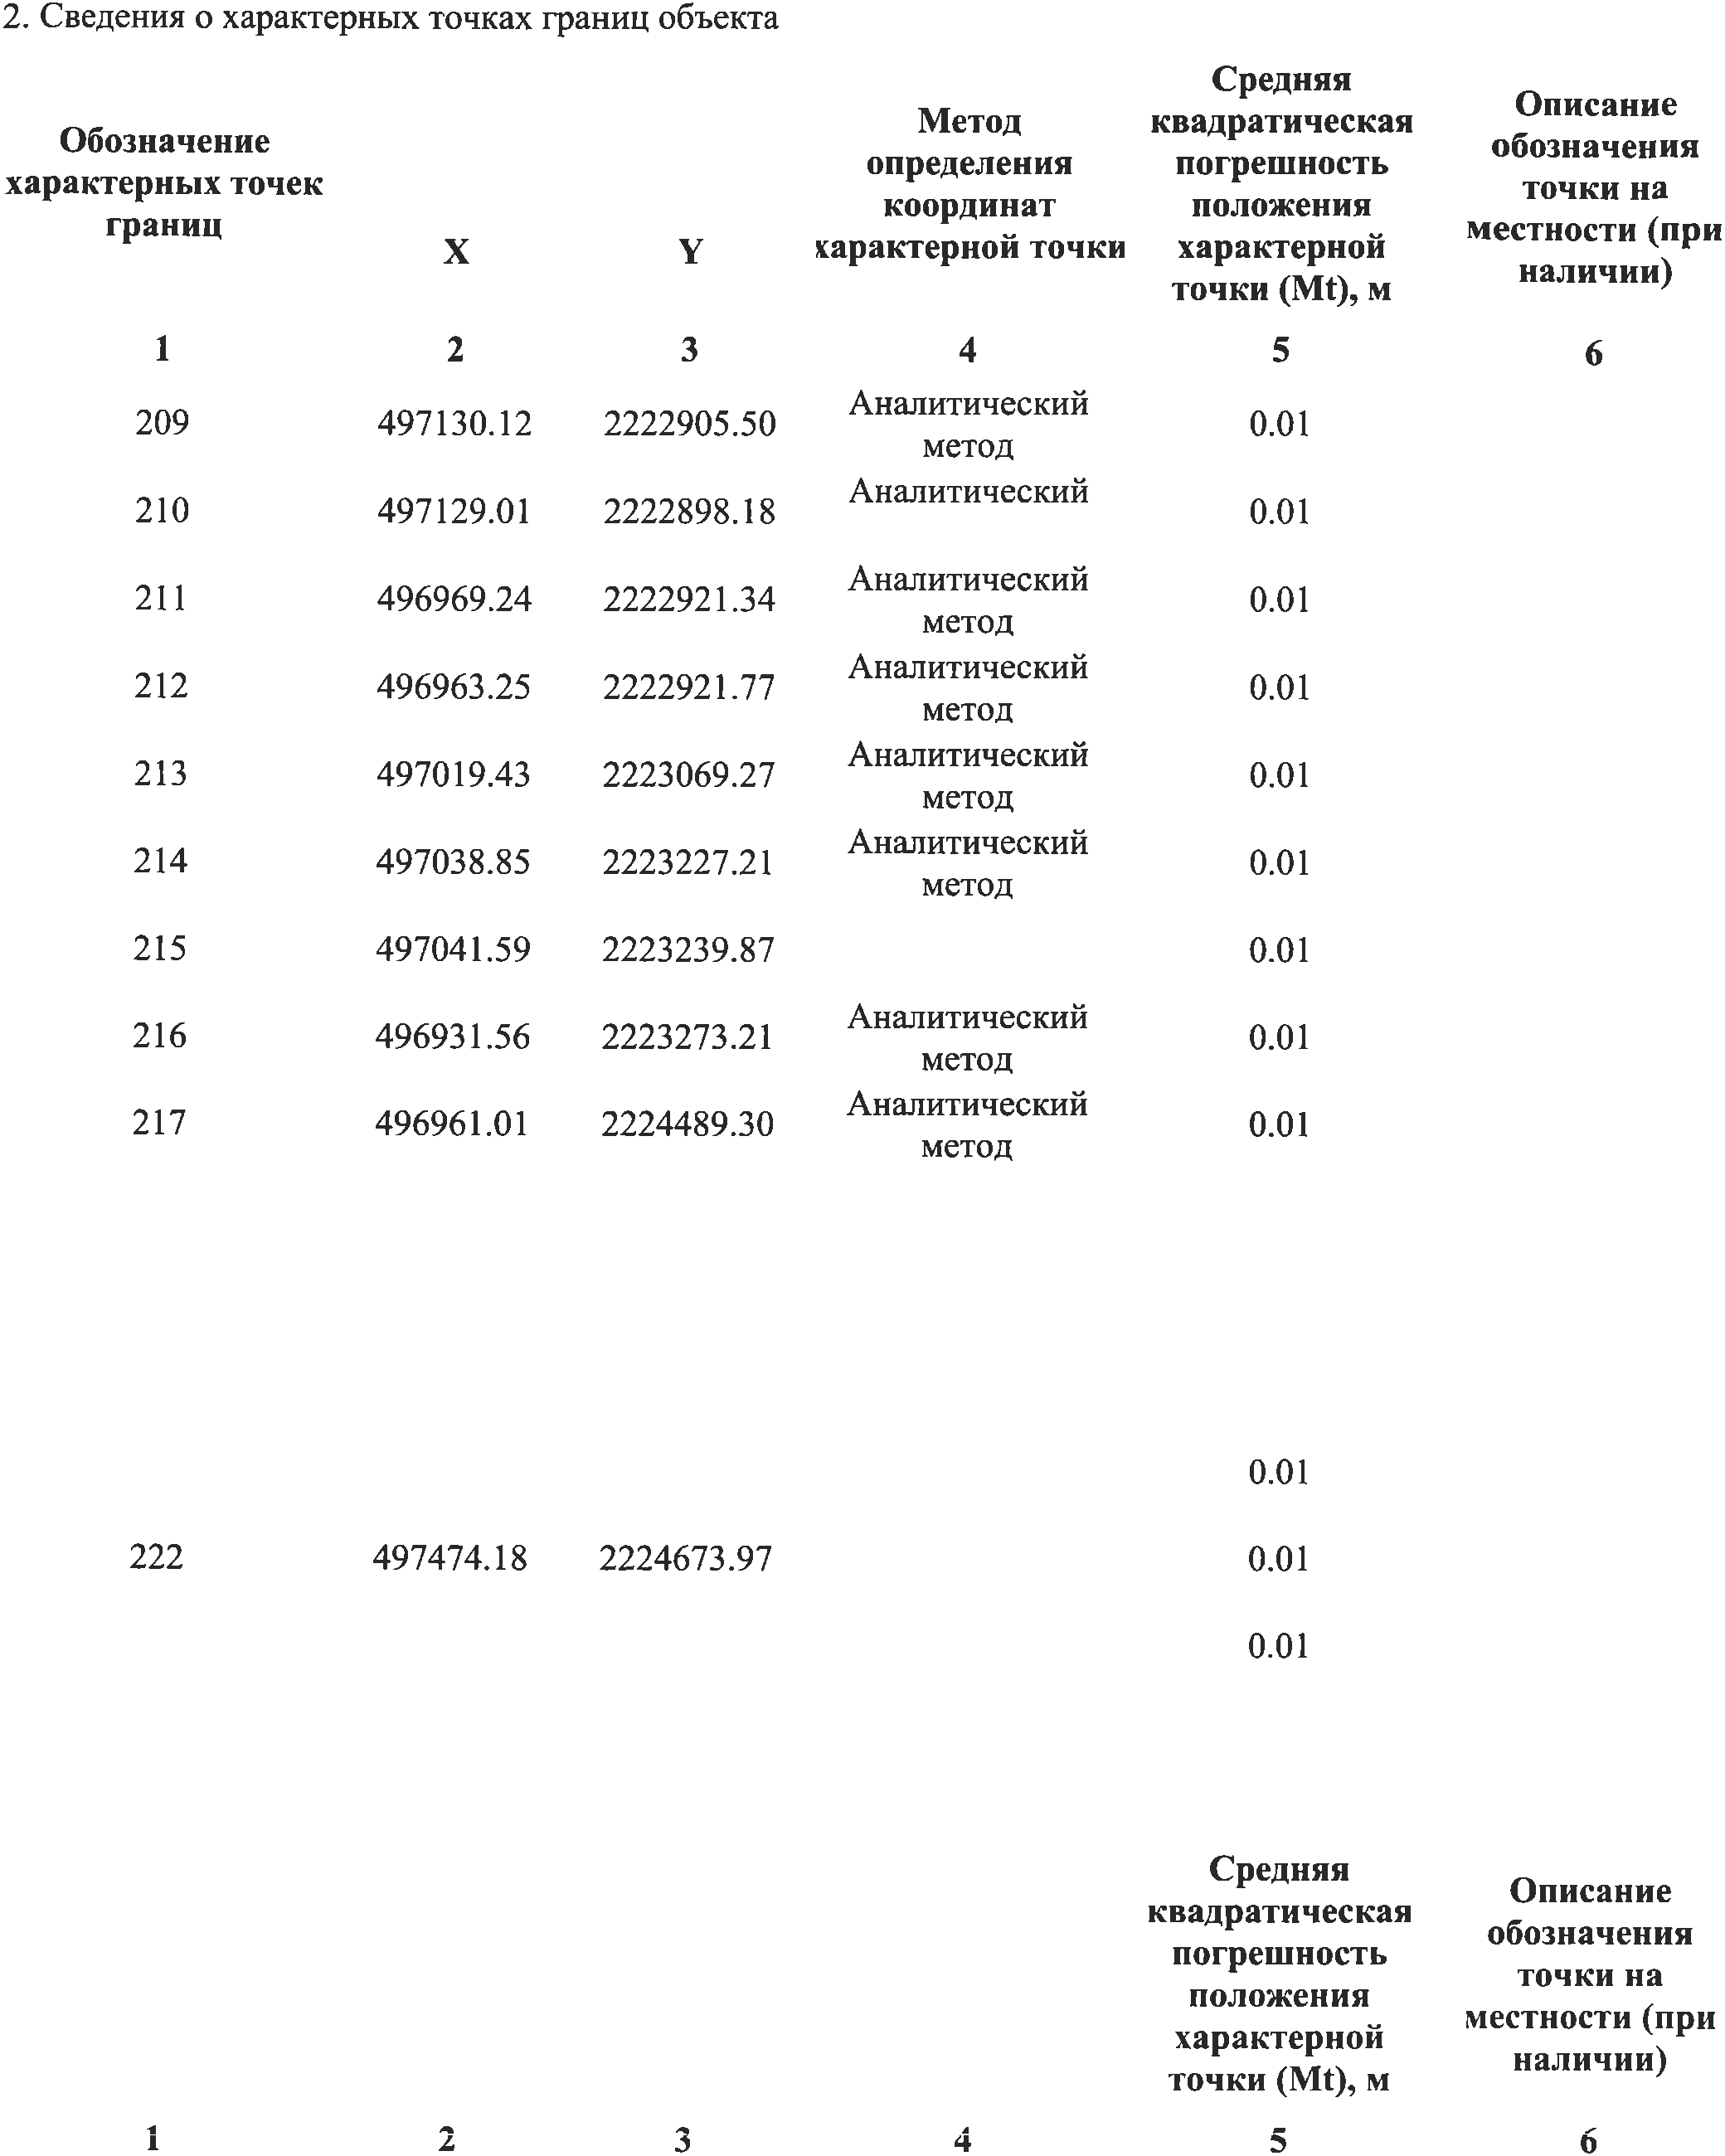 2. Сведения о характерных точках границ объекта
Обозначение характерных точек границ X Y Метод определения координат характерной точки Средняя квадратическая погрешность положения характерной точки (Mt), м Описание обозначения точки на местности (при наличии)
1 2 3 4 5 6
209 497130.12 2222905.50 Аналитический метод 0.01
210 497129.01 2222898.18 Аналитический 0.01
211 496969.24 2222921.34 Аналитический метод 0.01
212 496963.25 2222921.77 Аналитический метод 0.01
213 497019.43 2223069.27 Аналитический метод 0.01
214 497038.85 2223227.21 Аналитический метод 0.01
215 497041.59 2223239.87 0.01
216 496931.56 2223273.21 Аналитический метод 0.01
217 496961.01 2224489.30 Аналитический метод 0.01
0.01
222 497474.18 2224673.97 0.01
0.01
Средняя квадратическая погрешность положения характерной точки (Mt), м Описание обозначения точки на местности (при наличии)
1 2 3 4 5 6